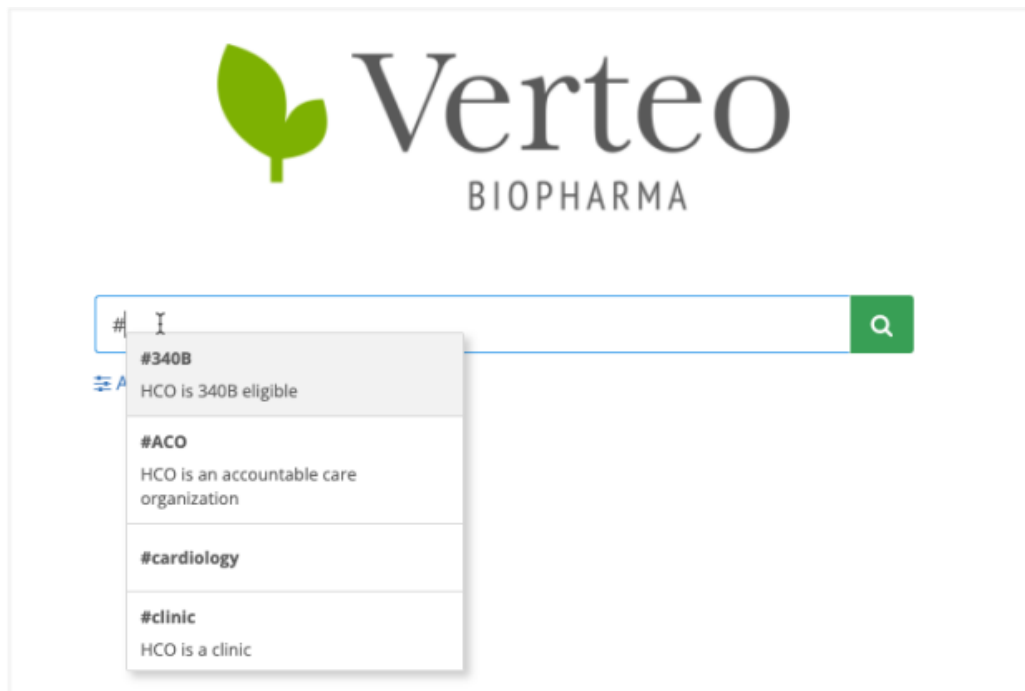 Verteo
BIOPHARMA
#
#340B
HCO is 340B eligible
#ACO
HCO is an accountable care
organization
#cardiology
#clinic
HCO is a clinic